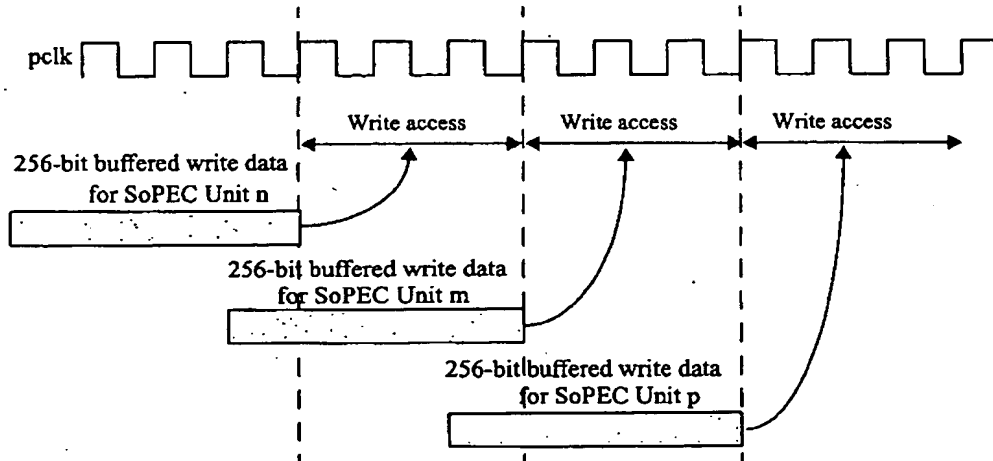 pclk
Write access
Write access
Write access
256-bit buffered write data
for SoPEC Unit n
256-bit buffered write data
for SoPEC Unit m
256-bit buffered write data
for SoPEC Unit p